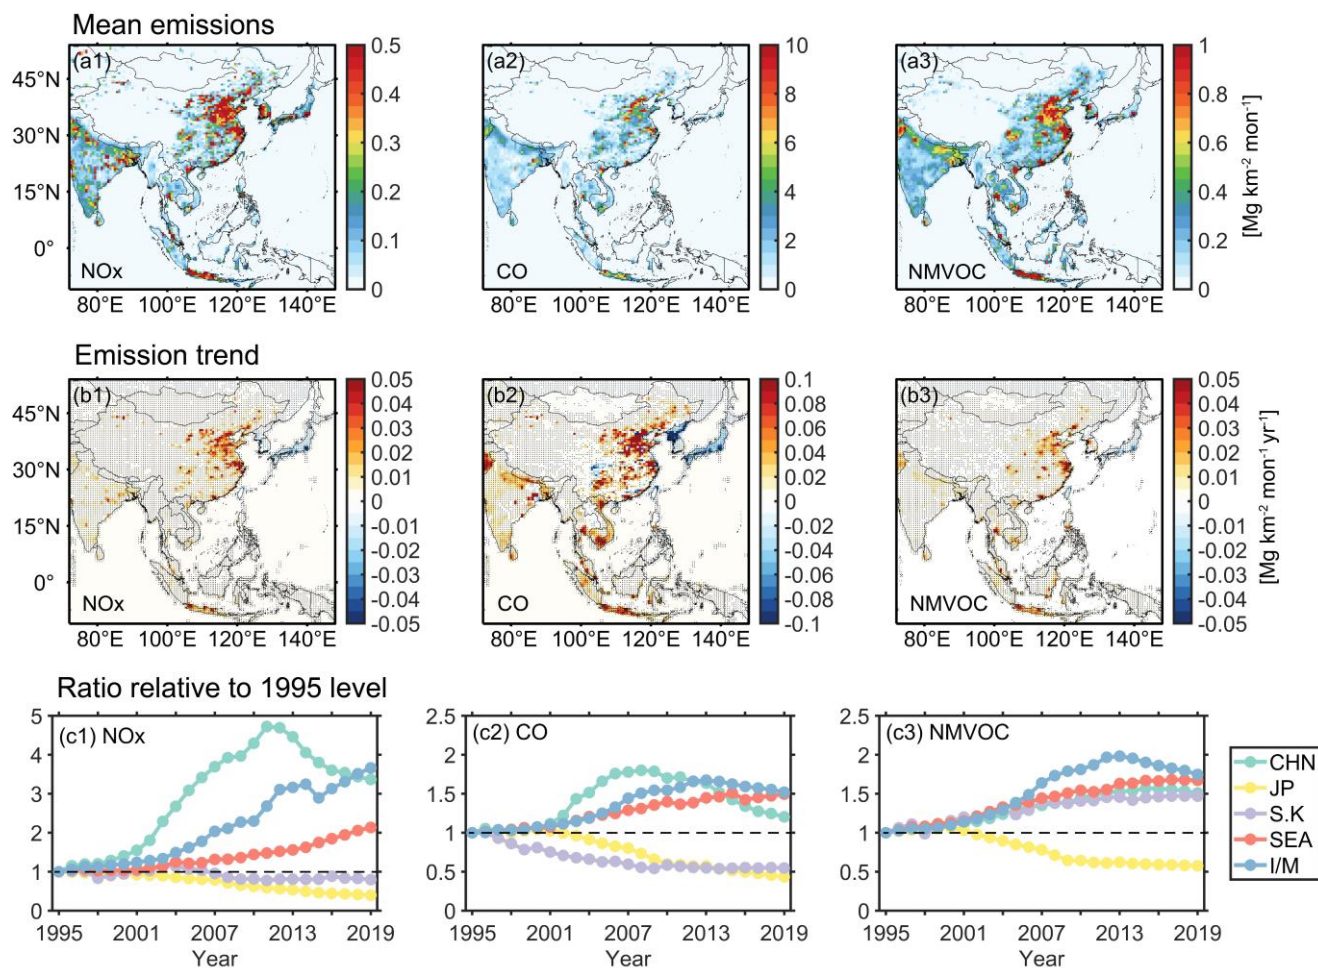 Mean emissions
(a1) NOx
45°N
30°N
15°N
0°
80°E 100°E 120°E 140°E
0.5
0.4
0.3
0.2
0.1
0
(a2) CO
80°E 100°E 120°E 140°E
10
8
6
4
2
0
(a3) NMVOC
80°E 100°E 120°E 140°E
1
0.8
0.6
0.4
0.2
0
[Mg km⁻² mon⁻¹]
Emission trend
(b1) NOx
45°N
30°N
15°N
0°
80°E 100°E 120°E 140°E
0.05
0.04
0.03
0.02
0.01
0
-0.01
-0.02
-0.03
-0.04
-0.05
(b2) CO
80°E 100°E 120°E 140°E
0.1
0.08
0.06
0.04
0.02
0
-0.02
-0.04
-0.06
-0.08
-0.1
(b3) NMVOC
80°E 100°E 120°E 140°E
0.05
0.04
0.03
0.02
0.01
0
-0.01
-0.02
-0.03
-0.04
-0.05
[Mg km⁻² mon⁻¹ yr⁻¹]
Ratio relative to 1995 level
(c1) NOx
5
4
3
2
1
0
1995 2001 2007 2013 2019
Year
(c2) CO
2.5
2
1.5
1
0.5
0
1995 2001 2007 2013 2019
Year
(c3) NMVOC
2.5
2
1.5
1
0.5
0
1995 2001 2007 2013 2019
Year
CHN
JP
S.K
SEA
I/M